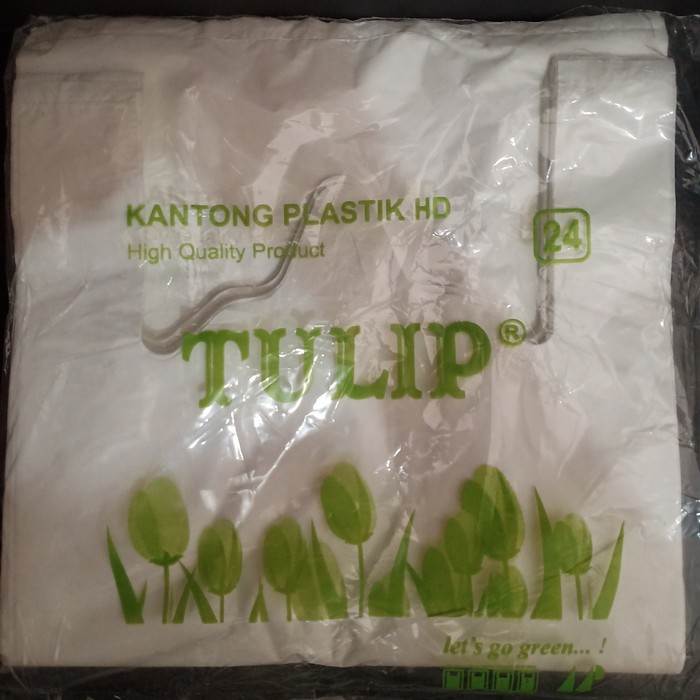 KANTONG PLASTIK HD
High Quality Product
24
TULIP®
let's go green... !